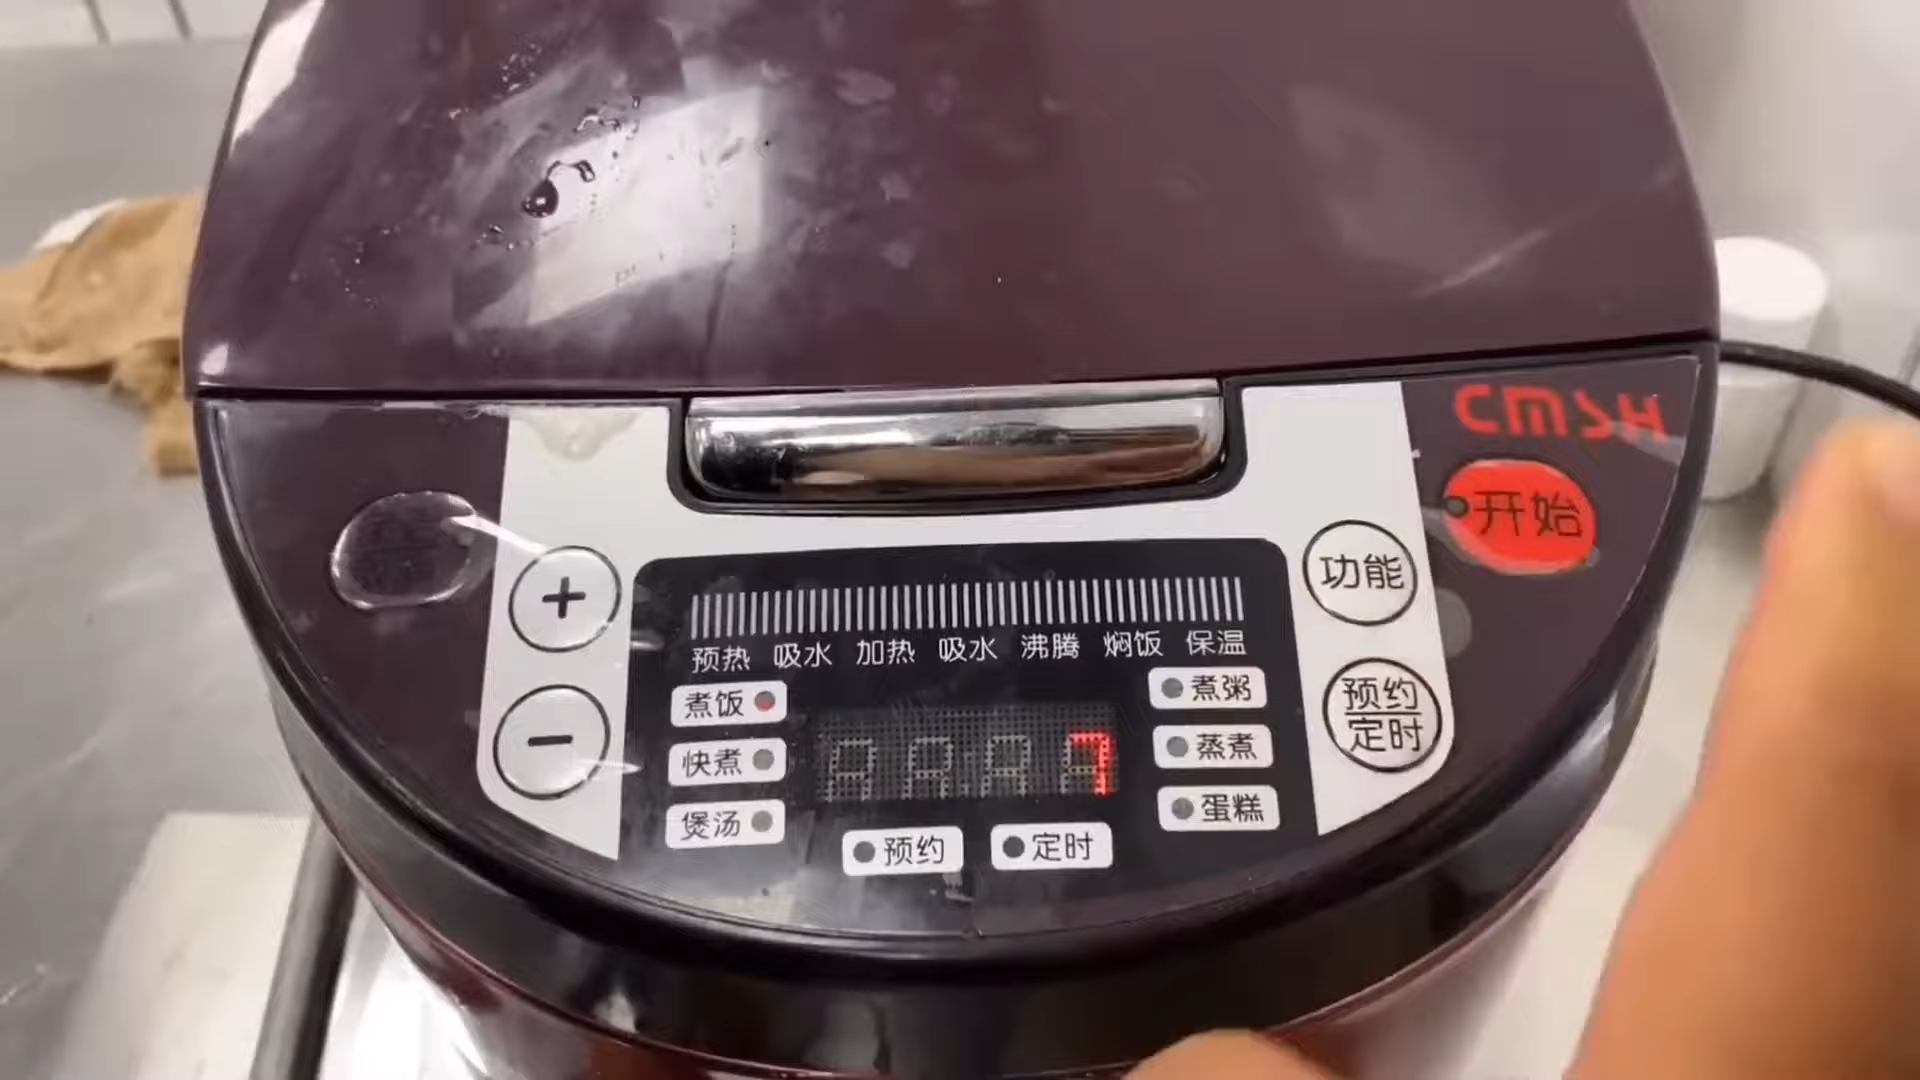 CMSH
开始
+
功能
预热 吸水 加热 吸水 沸腾 焖饭 保温
煮饭
煮粥
预约
定时
−
快煮
7
蒸煮
煲汤
蛋糕
预约
定时